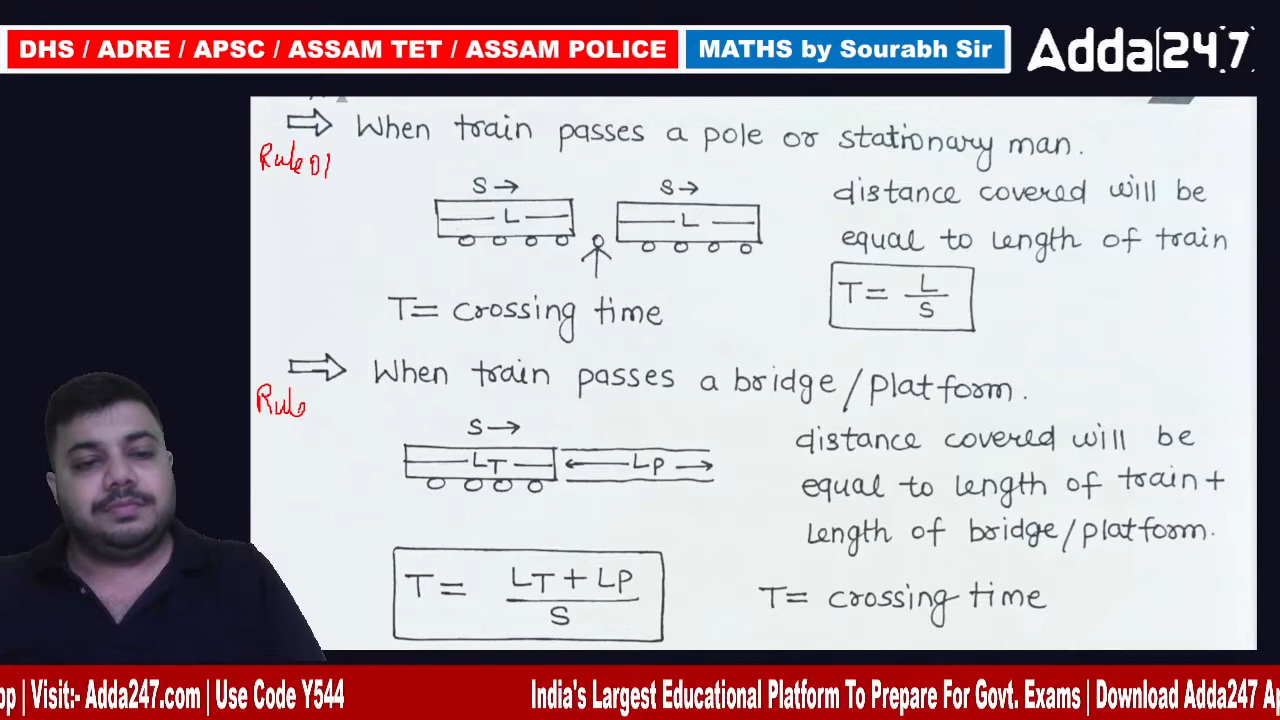 DHS / ADRE / APSC / ASSAM TET / ASSAM POLICE
MATHS by Sourabh Sir
Adda247
When train passes a pole or stationary man.
Rule 01
S →
S →
distance covered will be
L
L
equal to length of train
T = L/S
T = crossing time
When train passes a bridge/platform.
Rule
S →
distance covered will be
LT
LP
equal to length of train +
length of bridge/platform.
T = LT + LP/S
T = crossing time
pp | Visit:- Adda247.com | Use Code Y544
India's Largest Educational Platform To Prepare For Govt. Exams | Download Adda247 Ap